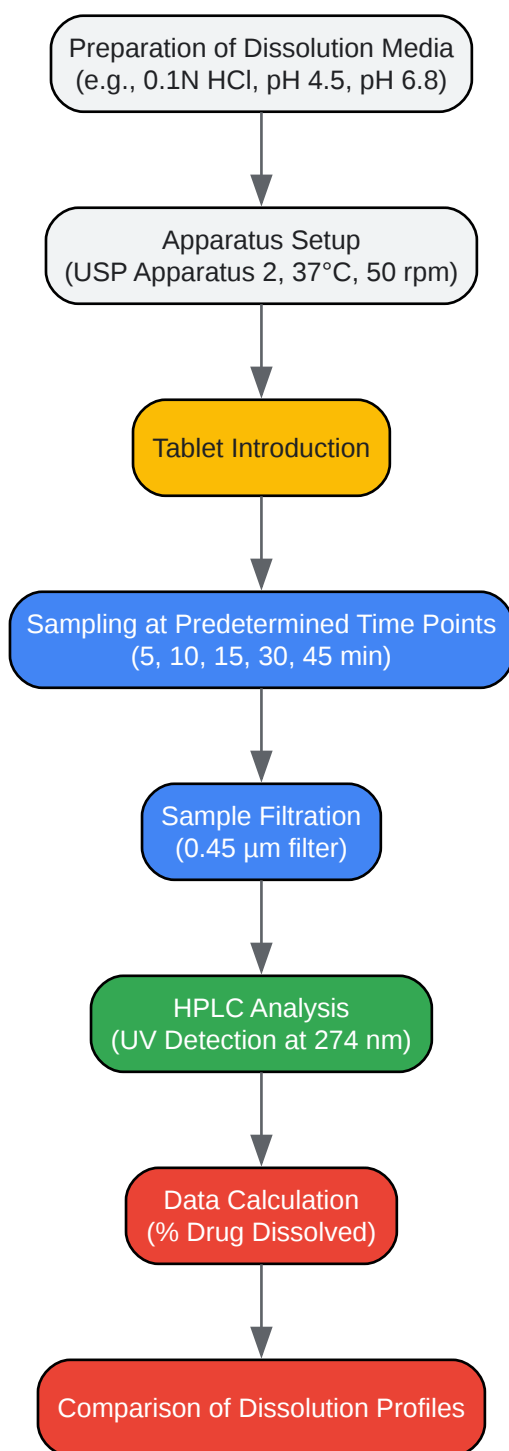 Preparation of Dissolution Media
(e.g., 0.1N HCl, pH 4.5, pH 6.8)
Apparatus Setup
(USP Apparatus 2, 37°C, 50 rpm)
Tablet Introduction
Sampling at Predetermined Time Points
(5, 10, 15, 30, 45 min)
Sample Filtration
(0.45 µm filter)
HPLC Analysis
(UV Detection at 274 nm)
Data Calculation
(% Drug Dissolved)
Comparison of Dissolution Profiles